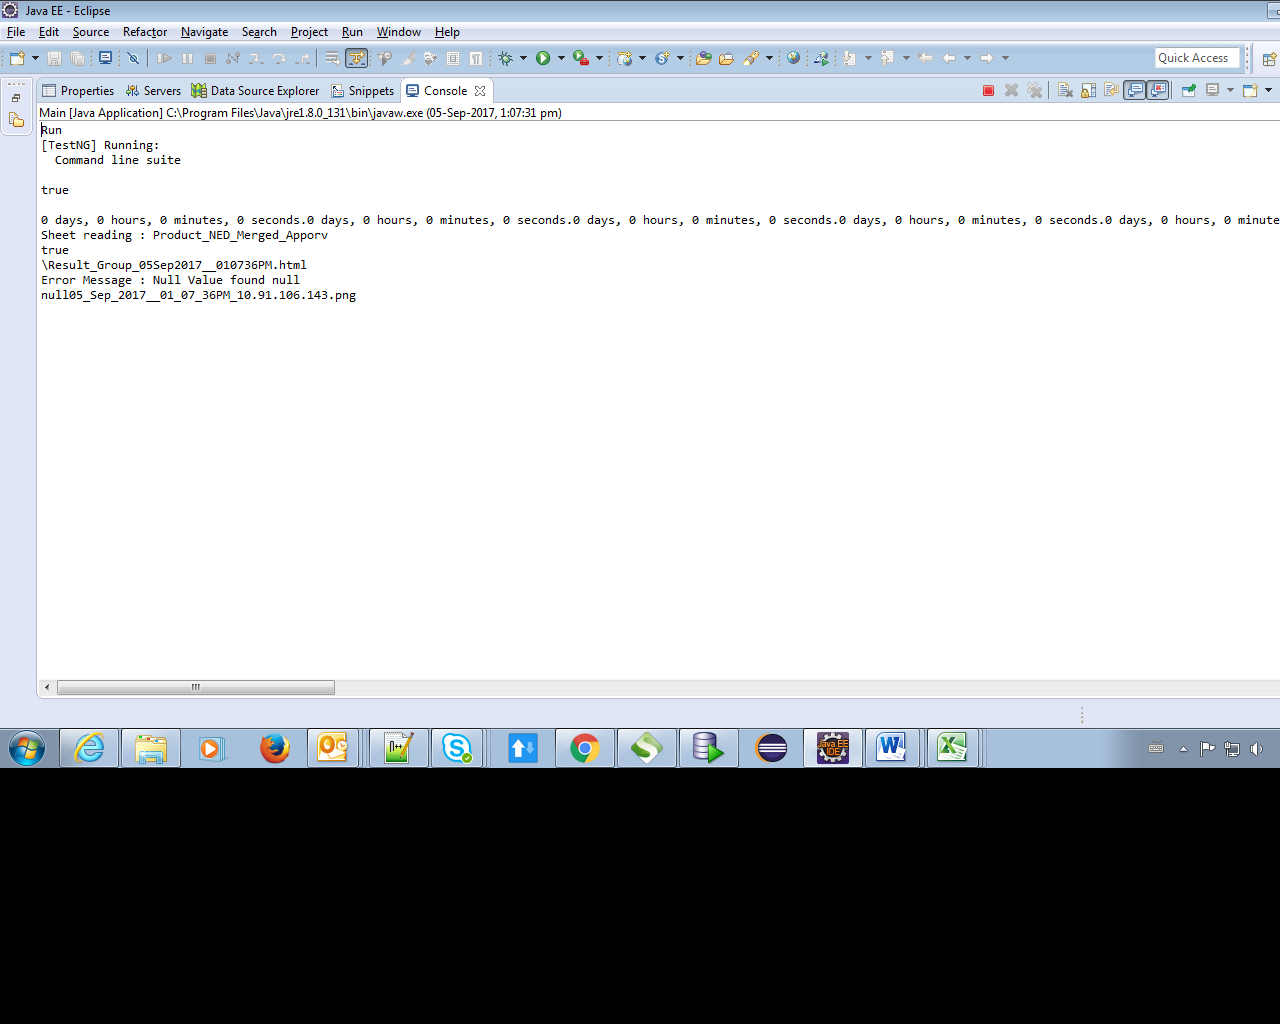 Java EE - Eclipse
File Edit Source Refactor Navigate Search Project Run Window Help
Quick Access
Properties Servers Data Source Explorer Snippets Console
Main [Java Application] C:\Program Files\Java\jre1.8.0_131\bin\javaw.exe (05-Sep-2017, 1:07:31 pm)
Run
[TestNG] Running:
Command line suite
true
0 days, 0 hours, 0 minutes, 0 seconds.0 days, 0 hours, 0 minutes, 0 seconds.0 days, 0 hours, 0 minutes, 0 seconds.0 days, 0 hours, 0 minutes, 0 seconds.0 days, 0 hours, 0 minute
Sheet reading : Product_NED_Merged_Apporv
true
\Result_Group_05Sep2017__010736PM.html
Error Message : Null Value found null
null05_Sep_2017__01_07_36PM_10.91.106.143.png
Java EE
IDE